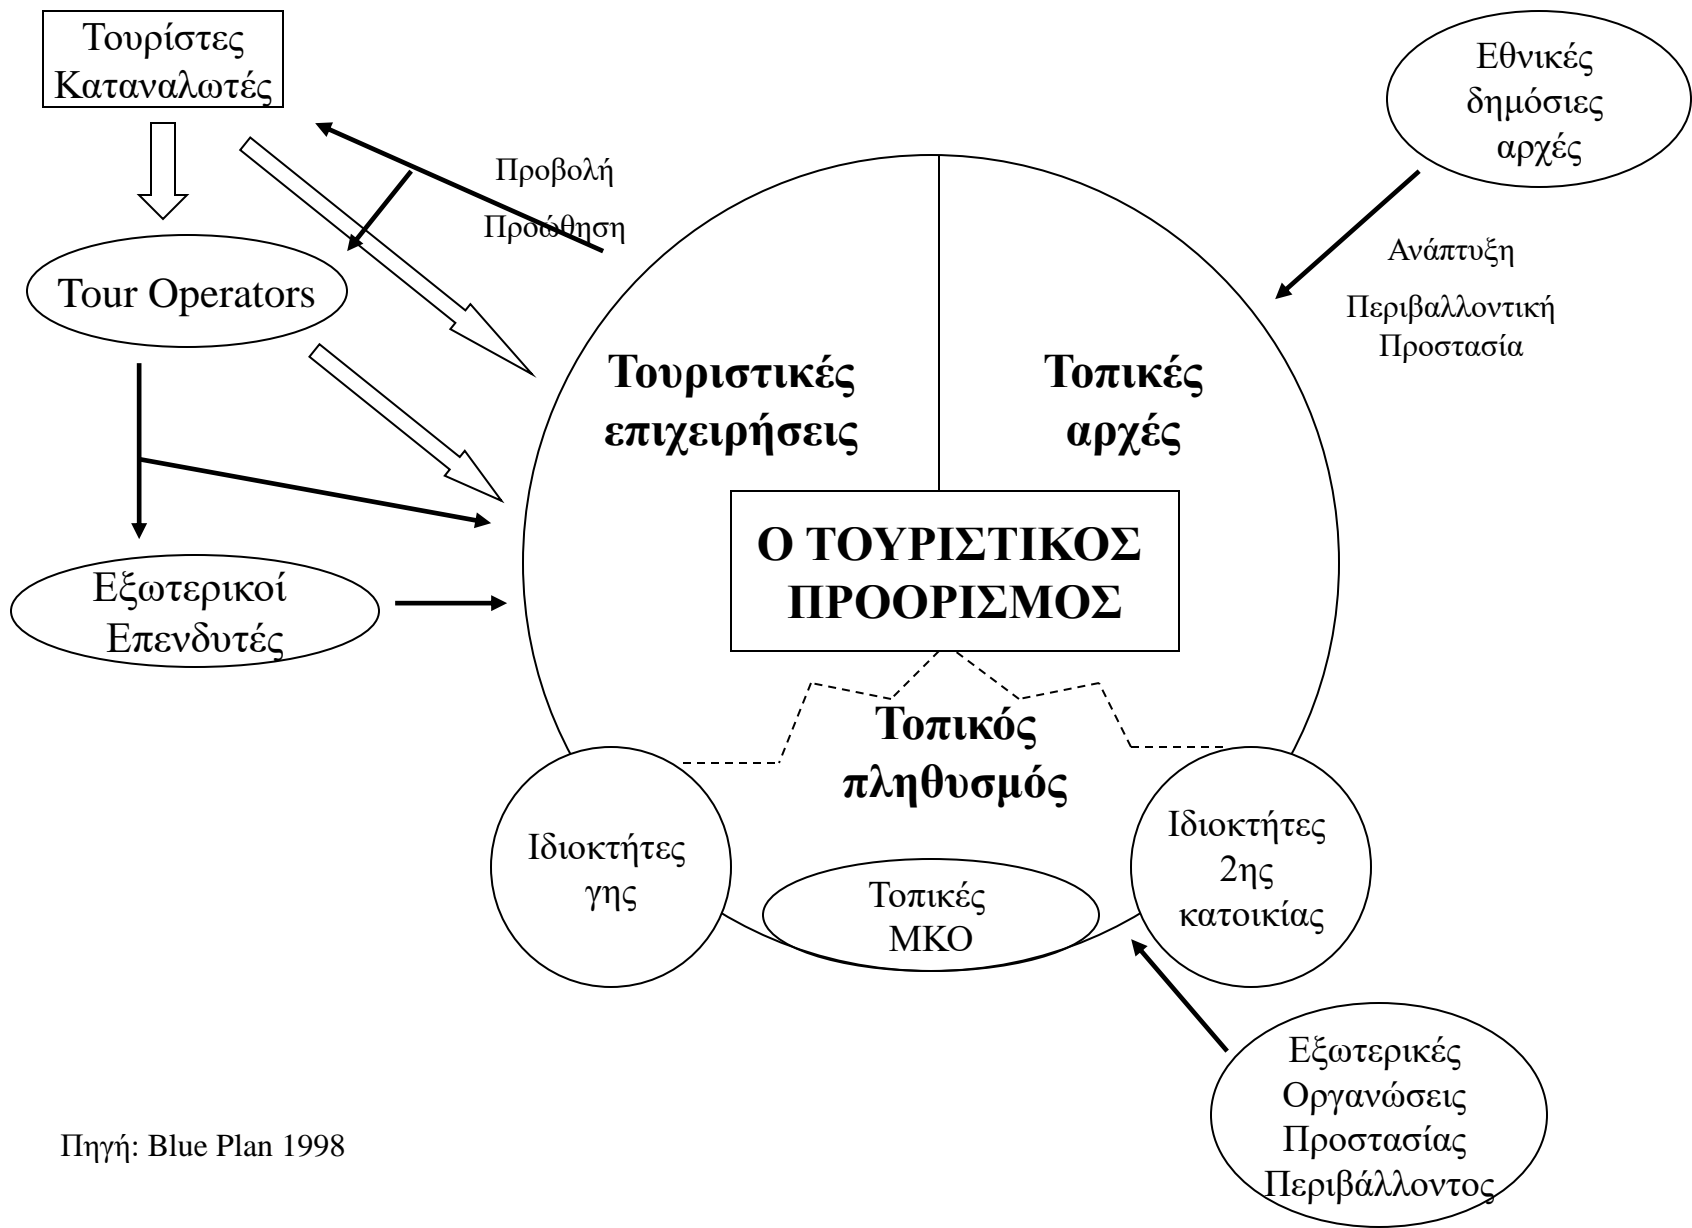 Τουρίστες
Καταναλωτές
Εθνικές
δημόσιες
αρχές
Προβολή
Προώθηση
Ανάπτυξη
Περιβαλλοντική
Προστασία
Tour Operators
Τουριστικές
επιχειρήσεις
Τοπικές
αρχές
Ο ΤΟΥΡΙΣΤΙΚΟΣ
ΠΡΟΟΡΙΣΜΟΣ
Εξωτερικοί
Επενδυτές
Τοπικός
πληθυσμός
Ιδιοκτήτες
γης
Τοπικές
ΜΚΟ
Ιδιοκτήτες
2ης
κατοικίας
Εξωτερικές
Οργανώσεις
Προστασίας
Περιβάλλοντος
Πηγή: Blue Plan 1998